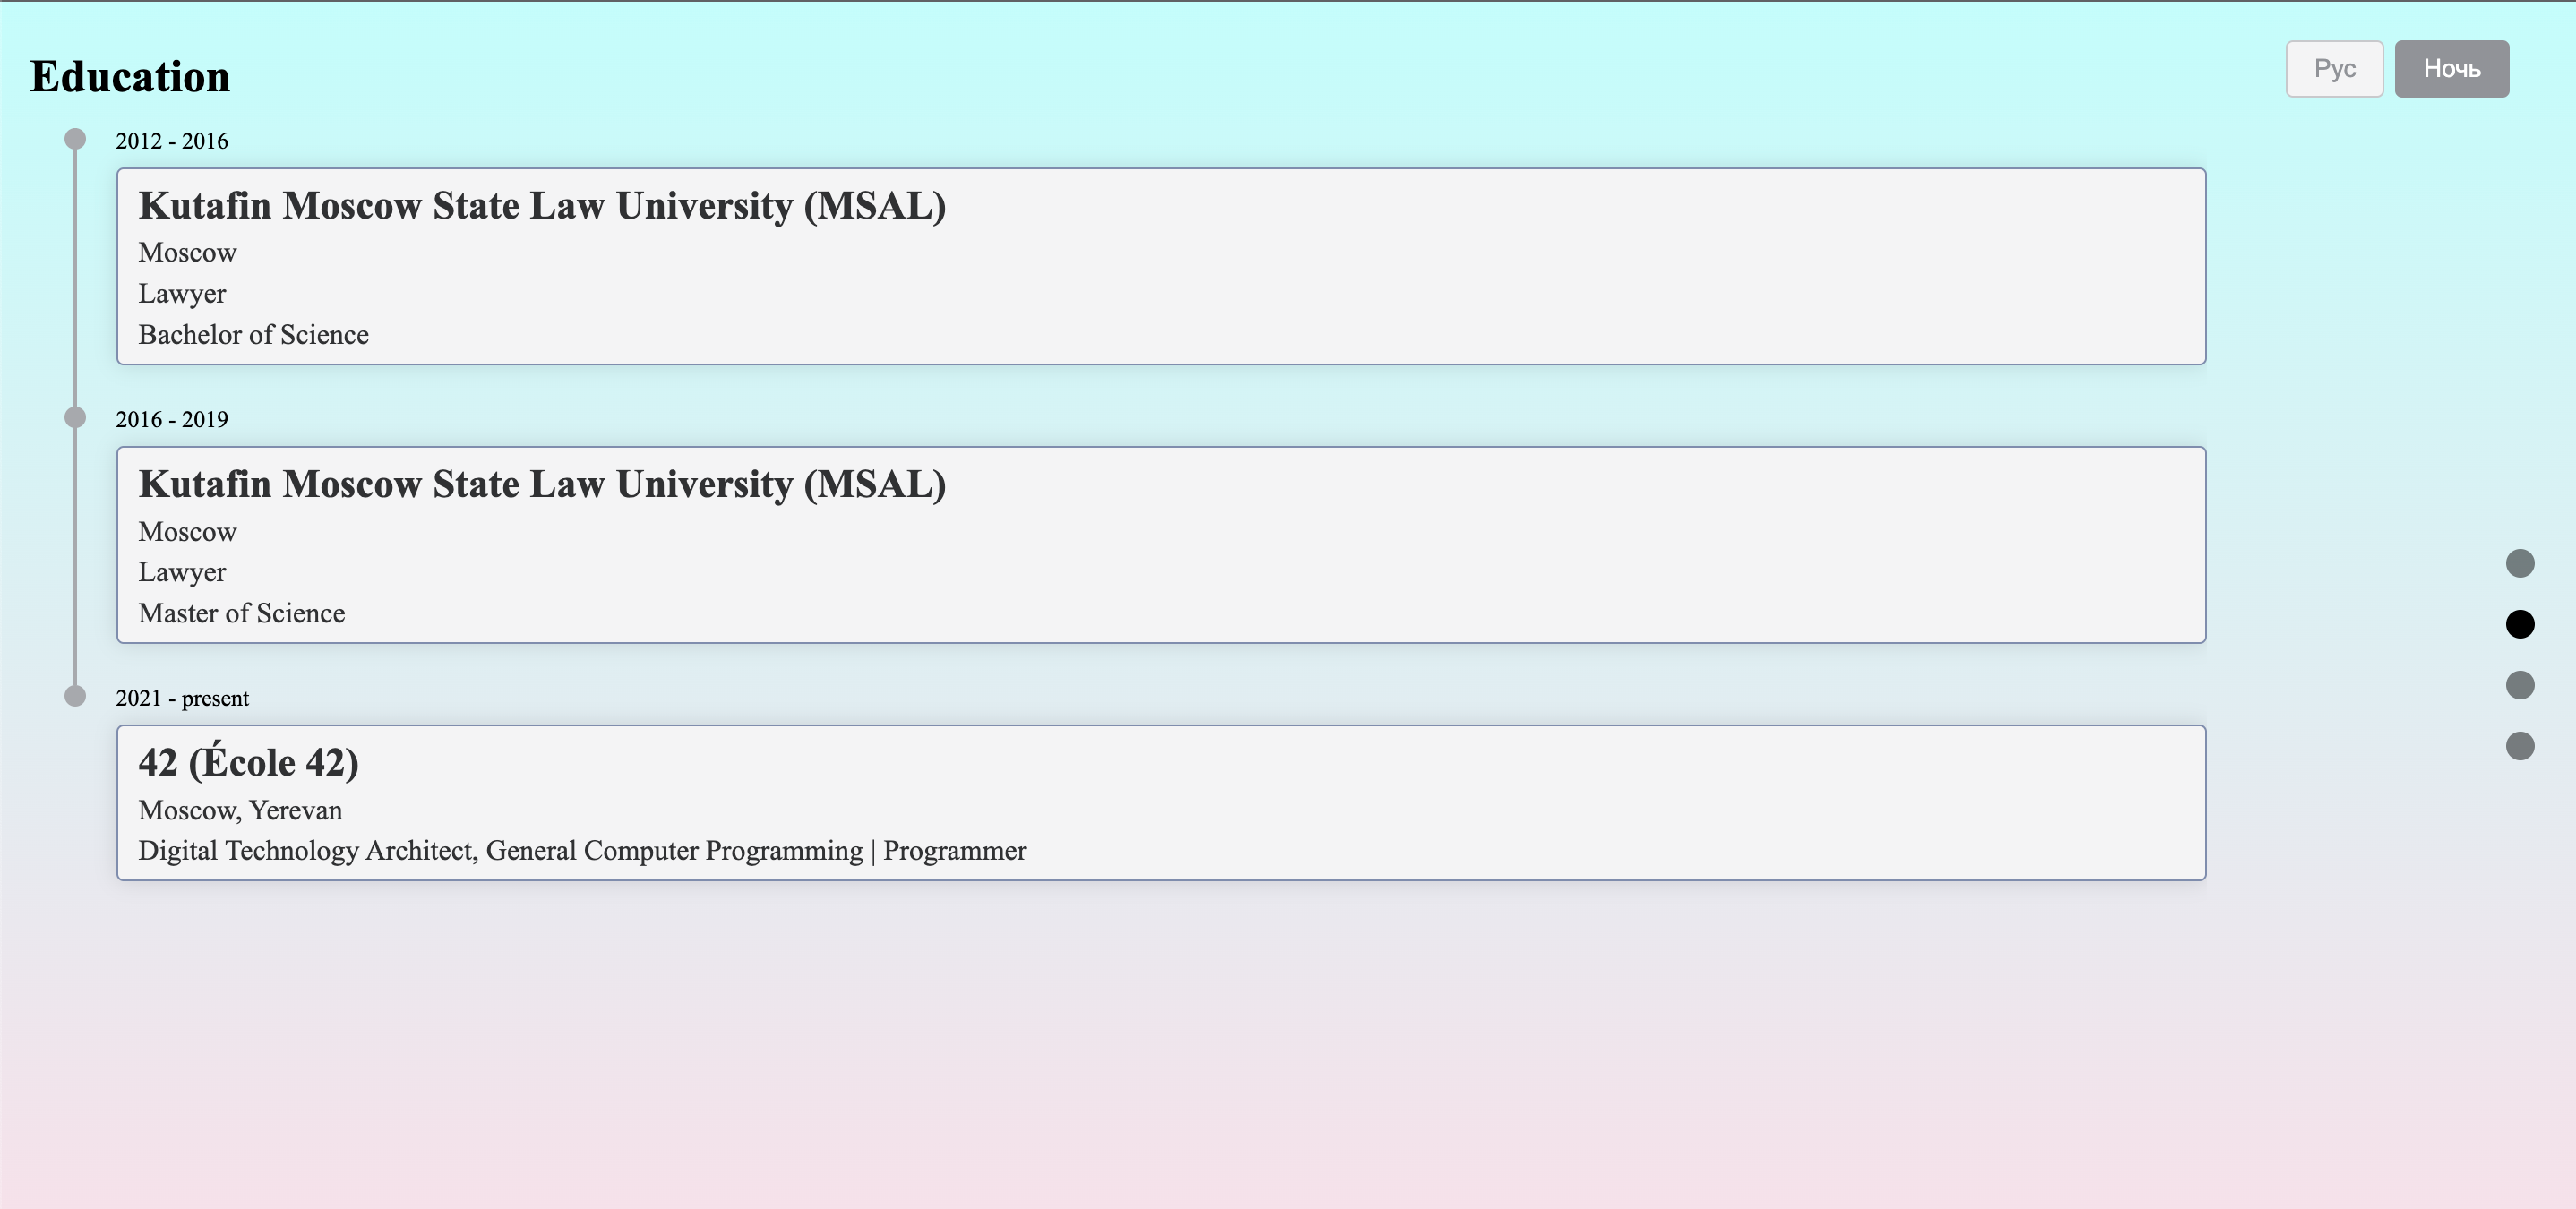 Education
Рус
Ночь
2012 - 2016
Kutafin Moscow State Law University (MSAL)
Moscow
Lawyer
Bachelor of Science
2016 - 2019
Kutafin Moscow State Law University (MSAL)
Moscow
Lawyer
Master of Science
2021 - present
42 (École 42)
Moscow, Yerevan
Digital Technology Architect, General Computer Programming | Programmer